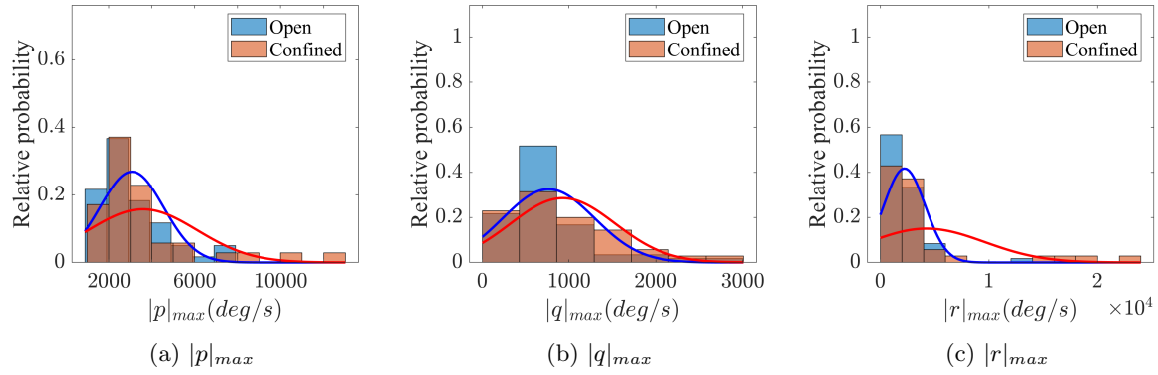 Open
Confined
Relative probability
0.6
0.4
0.2
0
2000 6000 10000
|p|max(deg/s)
(a) |p|max
Open
Confined
Relative probability
1
0.8
0.6
0.4
0.2
0
0 1000 2000 3000
|q|max(deg/s)
(b) |q|max
Open
Confined
Relative probability
1
0.8
0.6
0.4
0.2
0
0 1 2
×10^4
|r|max(deg/s)
(c) |r|max